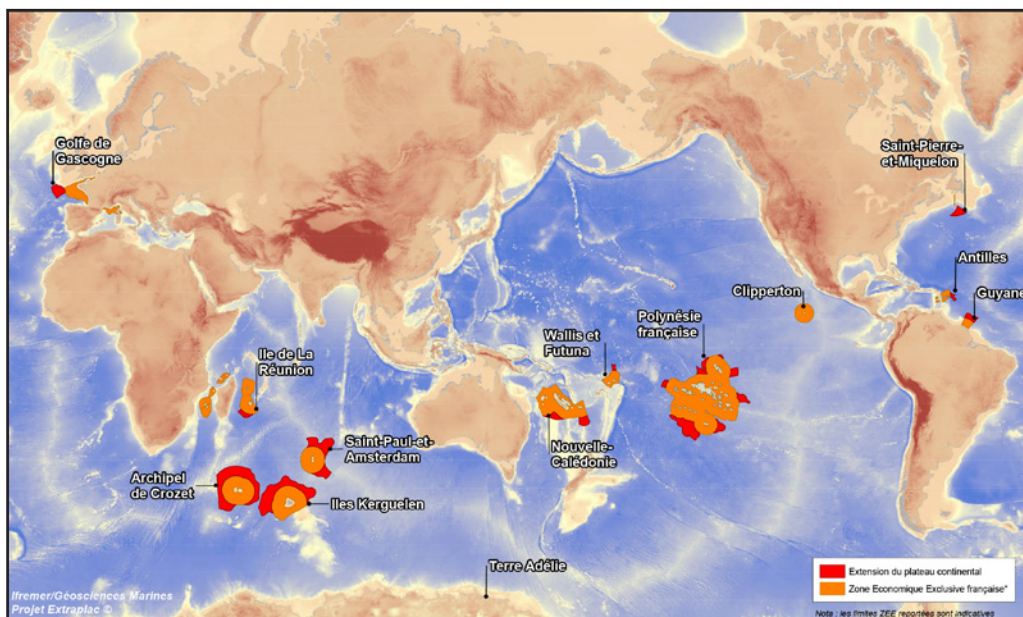 Golfe de
Gascogne
Saint-Pierre-
et-Miquelon
Antilles
Guyane
Clipperton
Polynésie
française
Wallis et
Futuna
Ile de La
Réunion
Saint-Paul-et-
Amsterdam
Nouvelle-
Calédonie
Archipel
de Crozet
Iles Kerguelen
Terre Adélie
Extension du plateau continental
Zone Economique Exclusive française*
Ifremer/Géosciences Marines
Projet Extraplac ©
Nota : les limites ZEE reportées sont indicatives